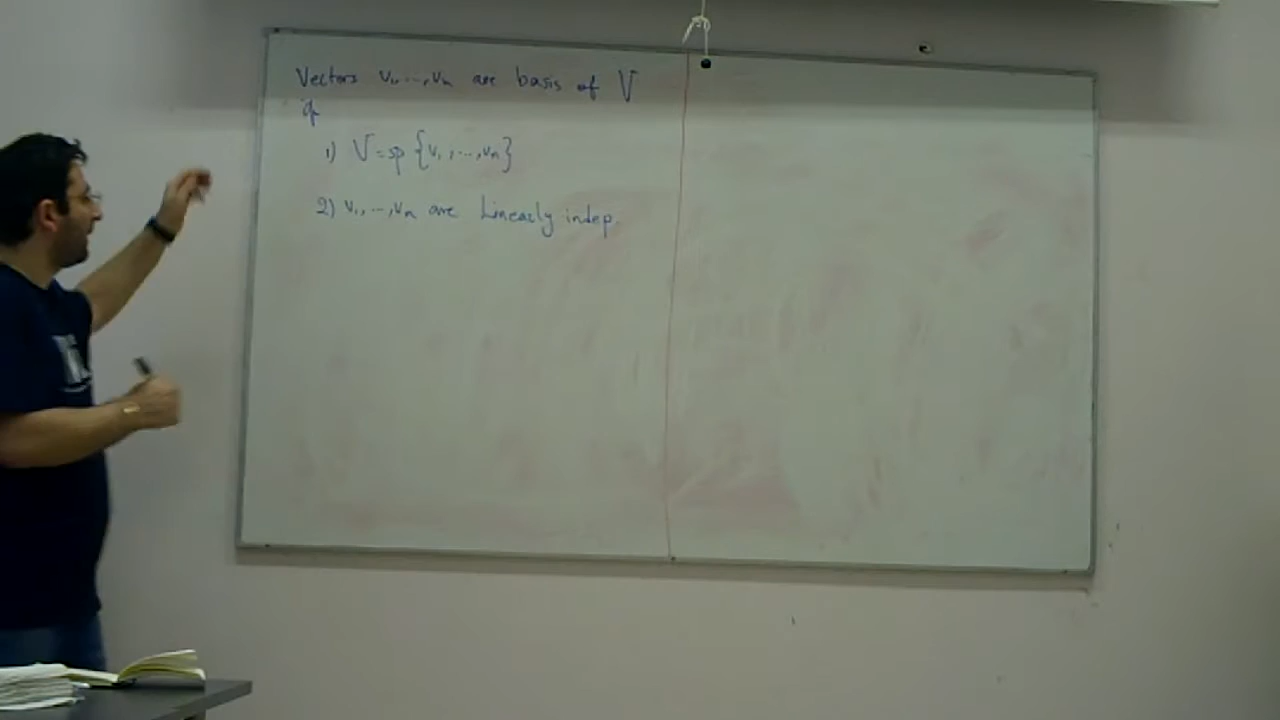 Vectors v₁,...,vₙ are basis of V
if
1) V = sp {v₁,...,vₙ}
2) v₁,...,vₙ are Linearly indep.